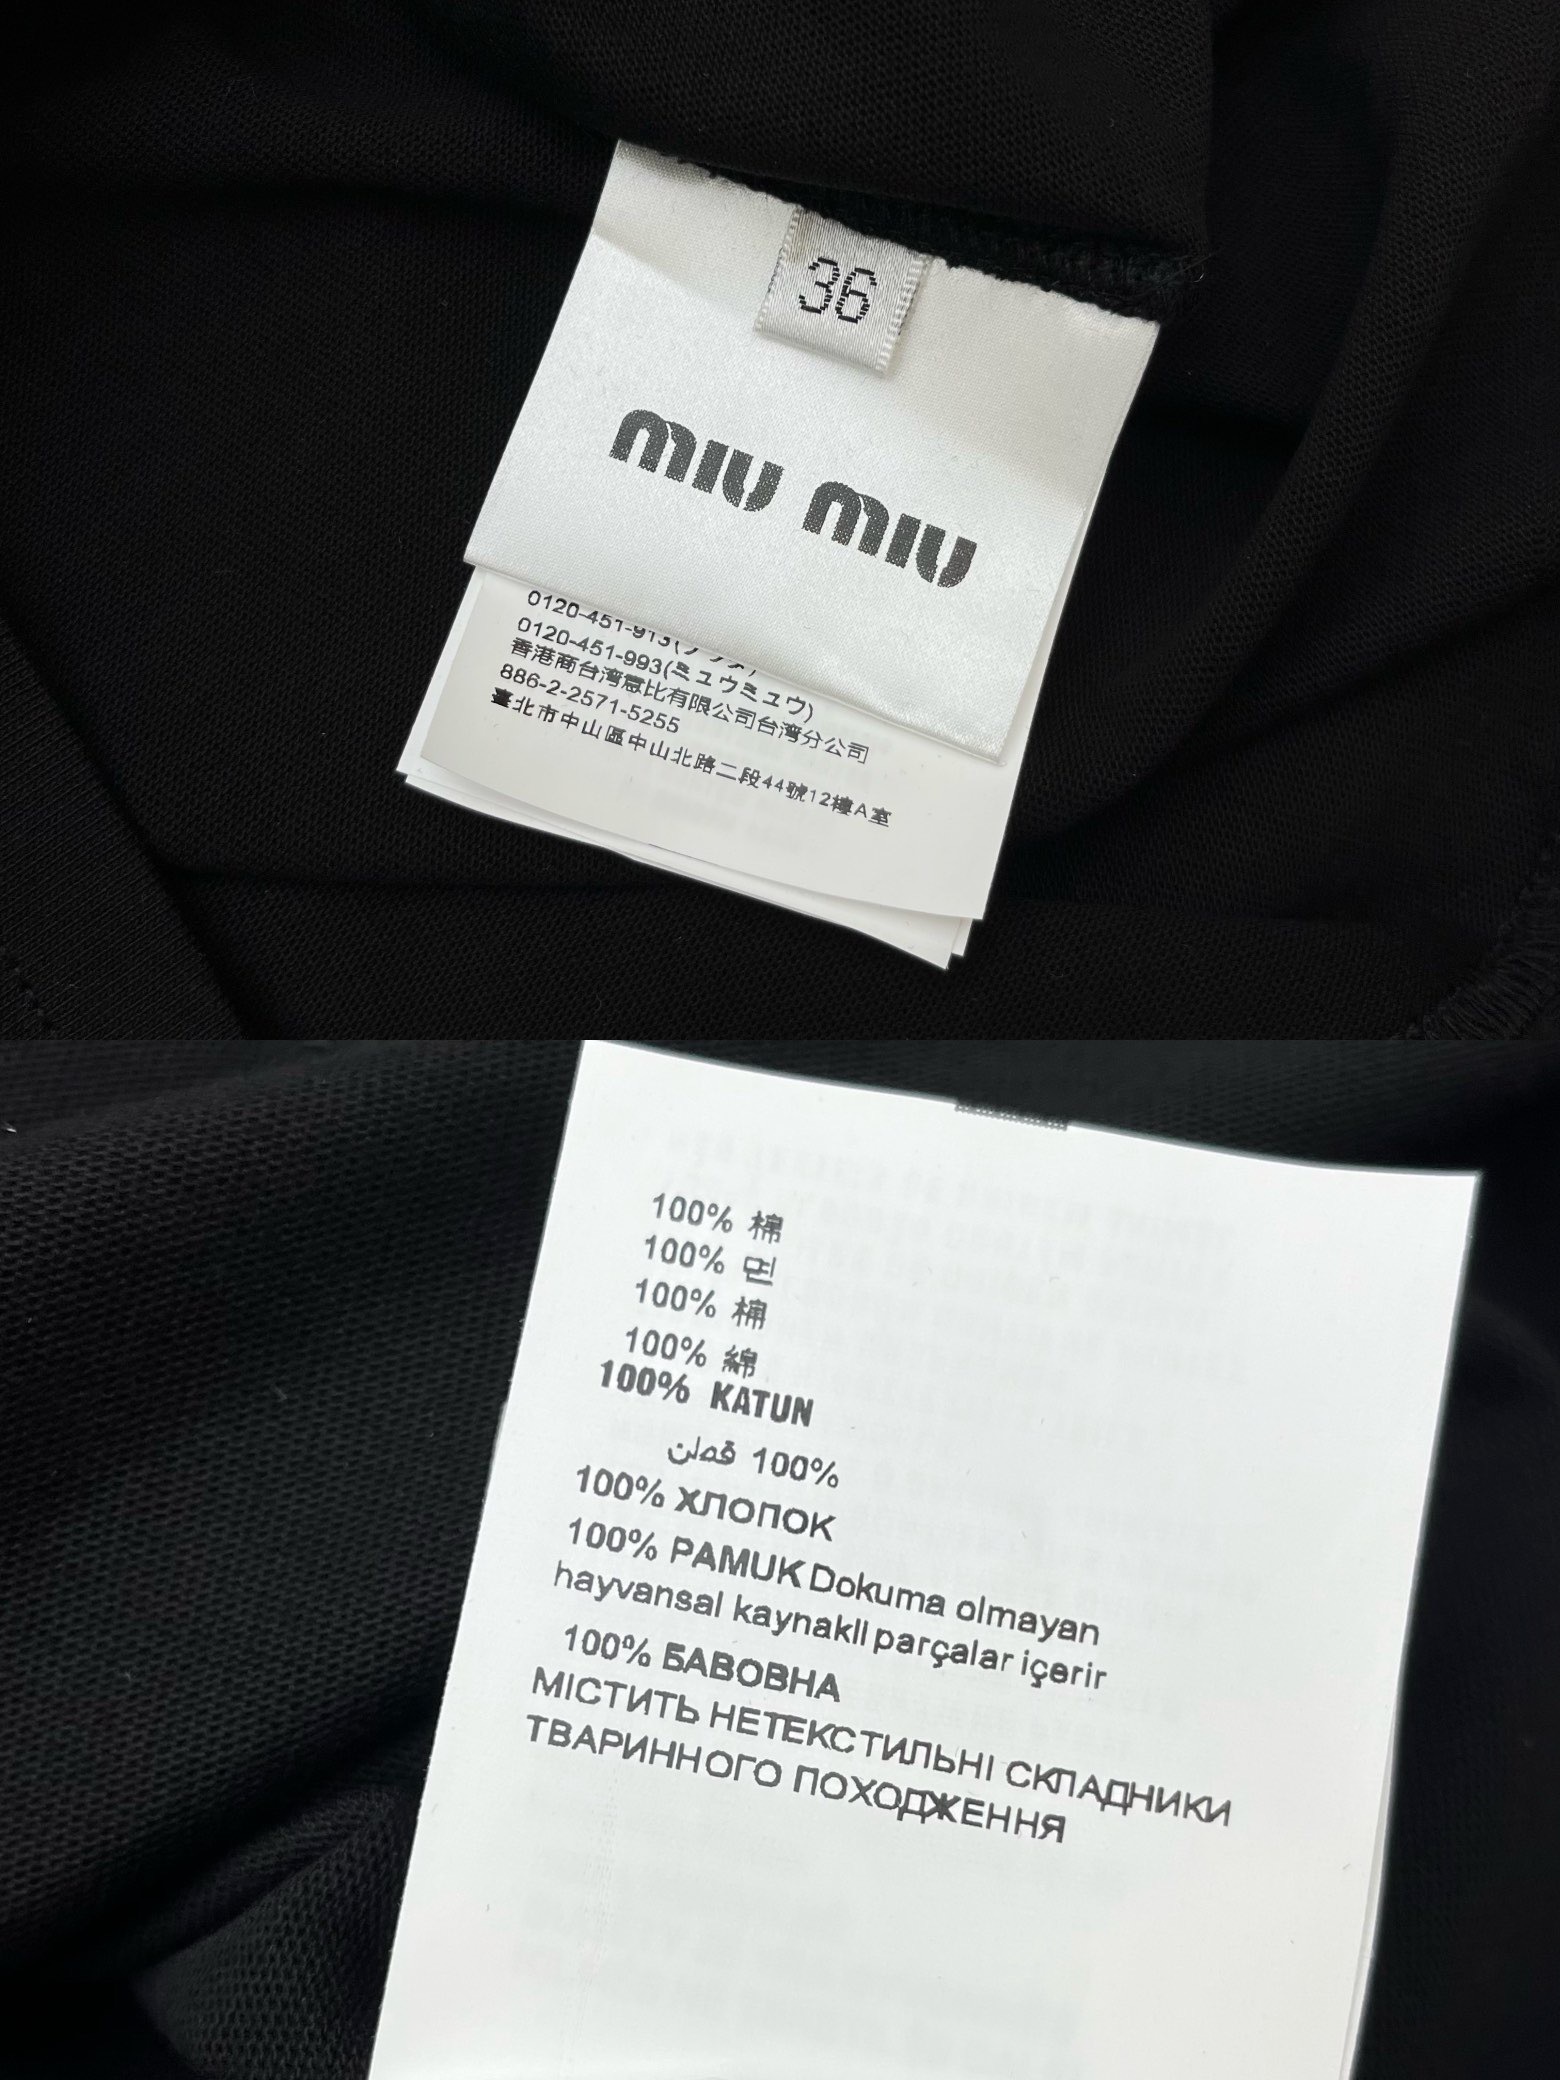 36
miu miu
0120-451-913(プラダ)
0120-451-993(ミュウミュウ)
香港商台湾意比有限公司台湾分公司
886-2-2571-5255
臺北市中山區中山北路二段44號12樓A室
100% 棉
100% 면
100% 棉
100% 綿
100% KATUN
100% قطن
100% ХЛОПОК
100% PAMUK Dokuma olmayan
hayvansal kaynakli parçalar içerir
100% БАВОВНА
МІСТИТЬ НЕТЕКСТИЛЬНІ СКЛАДНИКИ
ТВАРИННОГО ПОХОДЖЕННЯ